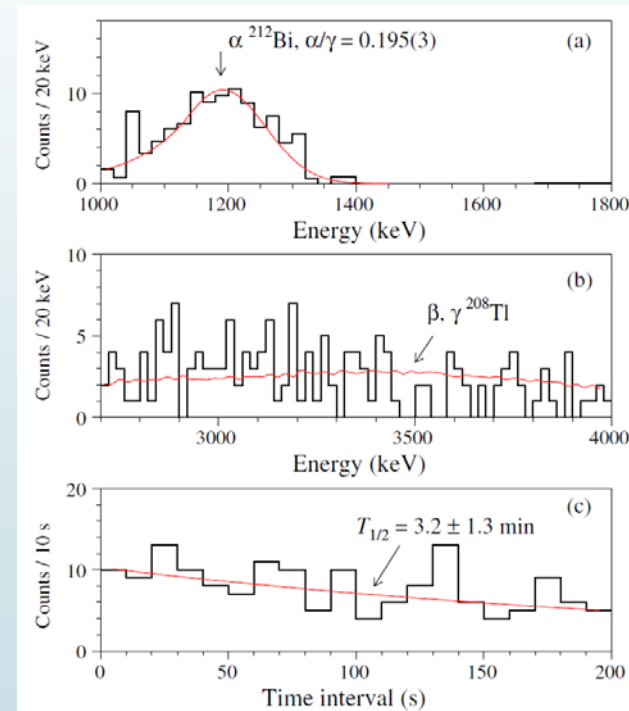 α ²¹²Bi, α/γ = 0.195(3)
(a)
Counts / 20 keV
10
0
1000 1200 1400 1600 1800
Energy (keV)
(b)
β, γ ²⁰⁸Tl
Counts / 20 keV
10
5
0
3000 3500 4000
Energy (keV)
(c)
T₁/₂ = 3.2 ± 1.3 min
Counts / 10 s
20
10
0
0 50 100 150 200
Time interval (s)